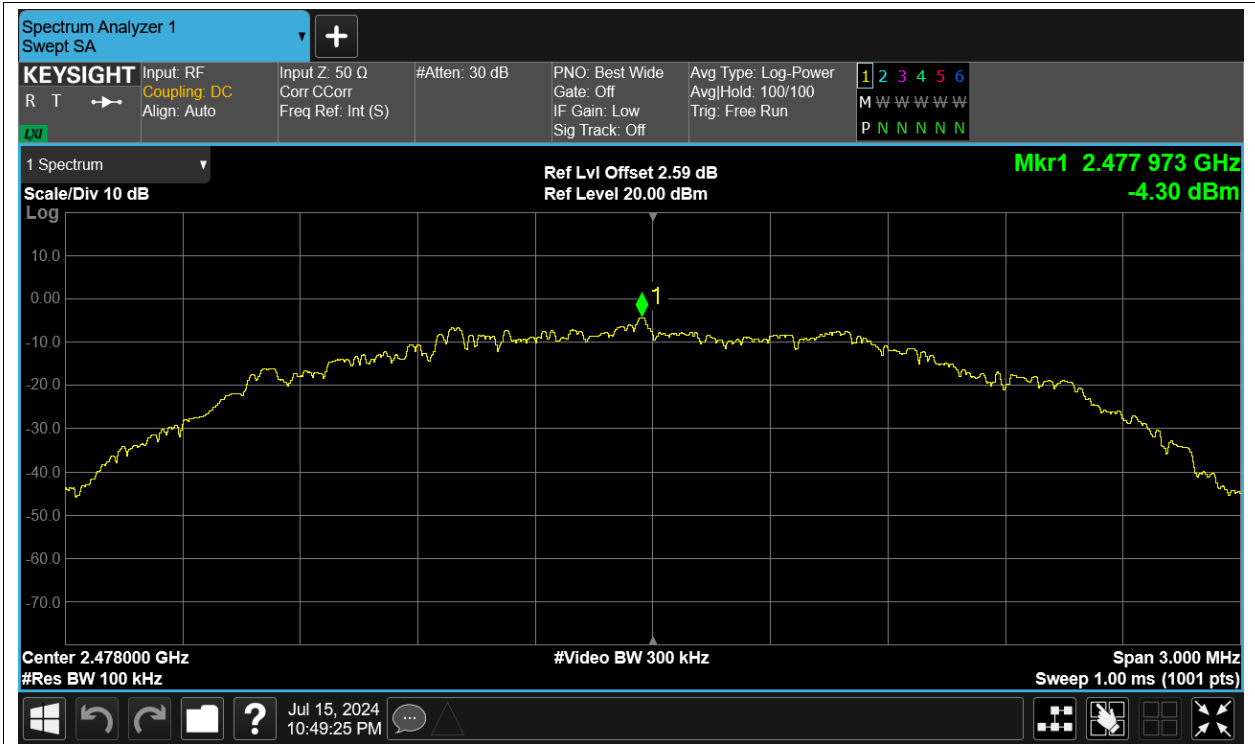 Spectrum Analyzer 1
Swept SA
+
KEYSIGHT
R T
LXI
Input: RF
Coupling: DC
Align: Auto
Input Z: 50 Ω
Corr CCorr
Freq Ref: Int (S)
#Atten: 30 dB
PNO: Best Wide
Gate: Off
IF Gain: Low
Sig Track: Off
Avg Type: Log-Power
Avg|Hold: 100/100
Trig: Free Run
1 2 3 4 5 6
M W W W W W W
P N N N N N
1 Spectrum
Scale/Div 10 dB
Log
Ref Lvl Offset 2.59 dB
Ref Level 20.00 dBm
Mkr1 2.477 973 GHz
-4.30 dBm
10.0
0.00
-10.0
-20.0
-30.0
-40.0
-50.0
-60.0
-70.0
1
Center 2.478000 GHz
#Res BW 100 kHz
#Video BW 300 kHz
Span 3.000 MHz
Sweep 1.00 ms (1001 pts)
?
Jul 15, 2024
10:49:25 PM